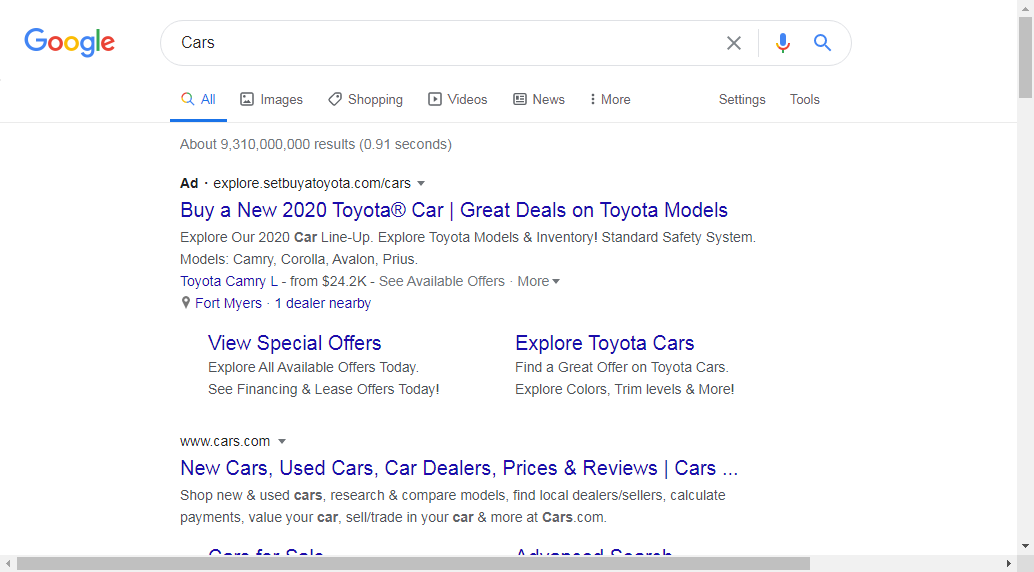 Google
Cars
All Images Shopping Videos News More Settings Tools
About 9,310,000,000 results (0.91 seconds)
Ad · explore.setbuyatoyota.com/cars
Buy a New 2020 Toyota® Car | Great Deals on Toyota Models
Explore Our 2020 Car Line-Up. Explore Toyota Models & Inventory! Standard Safety System.
Models: Camry, Corolla, Avalon, Prius.
Toyota Camry L - from $24.2K - See Available Offers · More
Fort Myers · 1 dealer nearby
View Special Offers
Explore All Available Offers Today.
See Financing & Lease Offers Today!
Explore Toyota Cars
Find a Great Offer on Toyota Cars.
Explore Colors, Trim levels & More!
www.cars.com
New Cars, Used Cars, Car Dealers, Prices & Reviews | Cars ...
Shop new & used cars, research & compare models, find local dealers/sellers, calculate
payments, value your car, sell/trade in your car & more at Cars.com.
Cars for Sale
Advanced Search